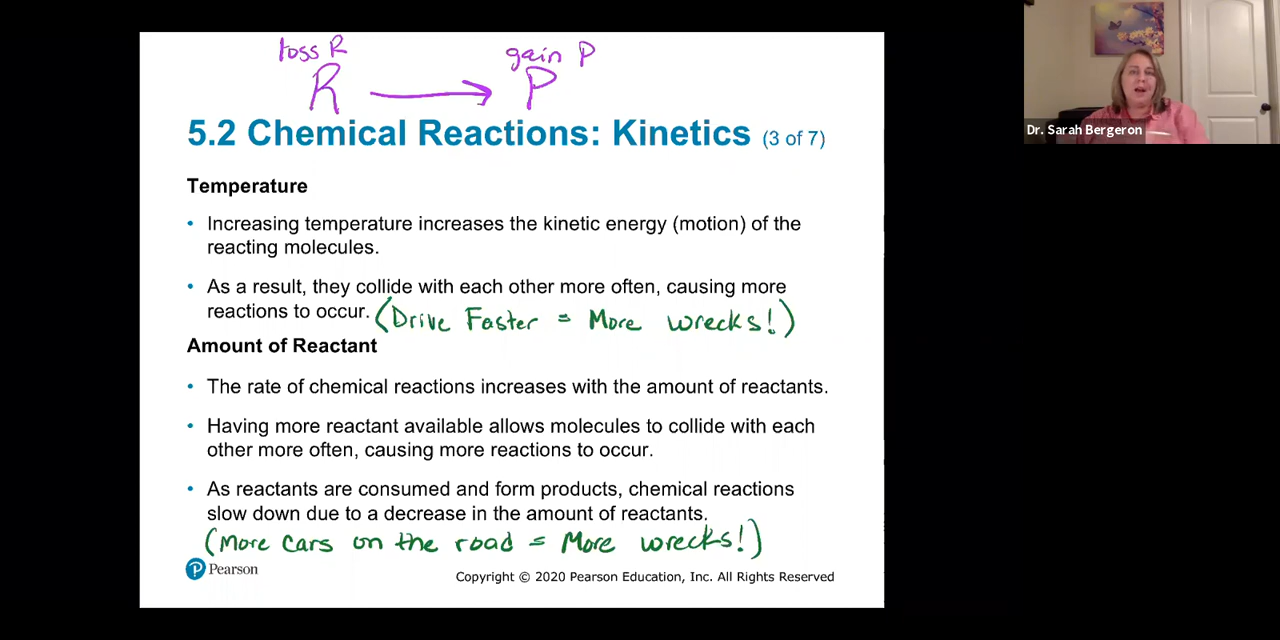 loss R
gain P
R → P
5.2 Chemical Reactions: Kinetics (3 of 7)
Dr. Sarah Bergeron
Temperature
• Increasing temperature increases the kinetic energy (motion) of the
reacting molecules.
• As a result, they collide with each other more often, causing more
reactions to occur. (Drive Faster = More wrecks!)
Amount of Reactant
• The rate of chemical reactions increases with the amount of reactants.
• Having more reactant available allows molecules to collide with each
other more often, causing more reactions to occur.
• As reactants are consumed and form products, chemical reactions
slow down due to a decrease in the amount of reactants.
(More cars on the road = More wrecks!)
P Pearson
Copyright © 2020 Pearson Education, Inc. All Rights Reserved